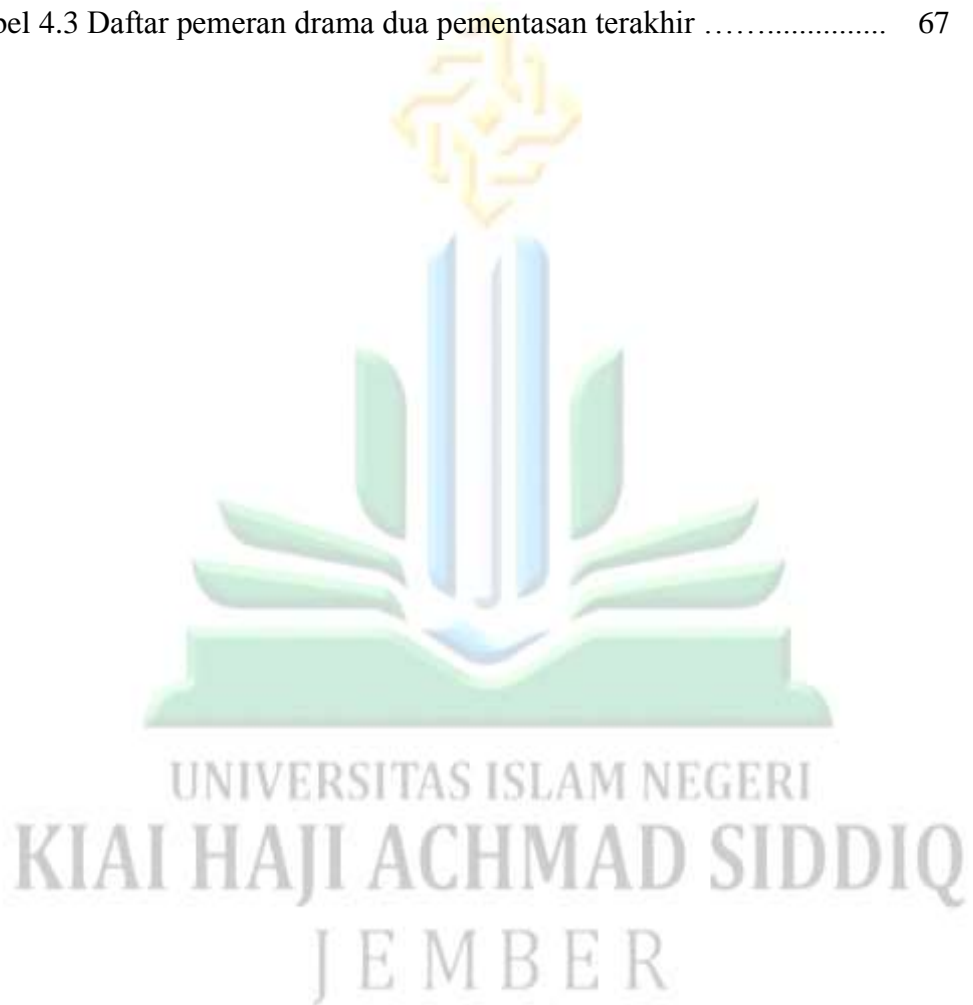 bel 4.3 Daftar pemeran drama dua pementasan terakhir ……............... 67
UNIVERSITAS ISLAM NEGERI
KIAI HAJI ACHMAD SIDDIQ
JEMBER